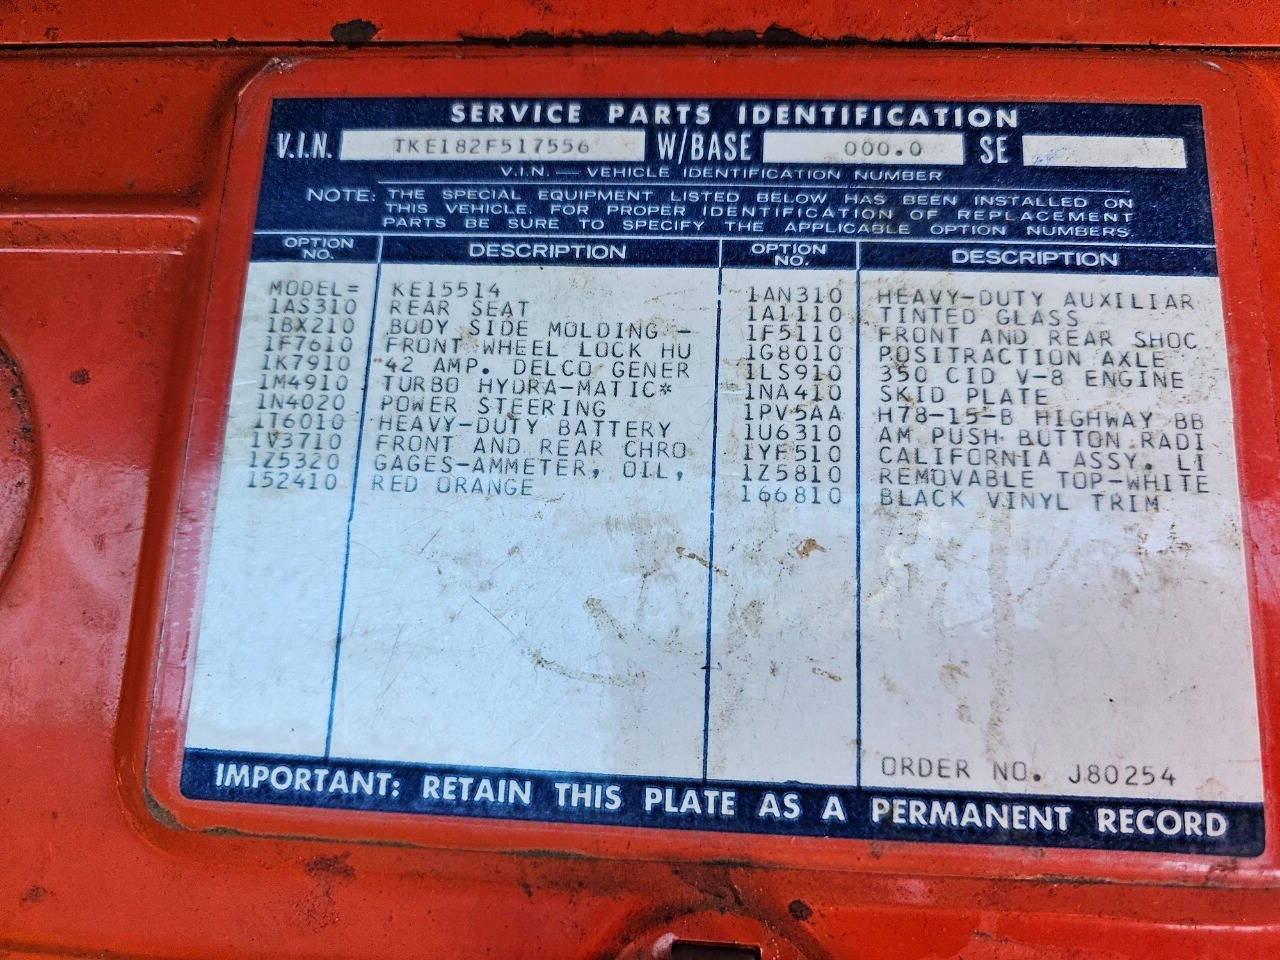 SERVICE PARTS IDENTIFICATION
V.I.N. TKE182F517556 W/BASE 000.0 SE
V.I.N. — VEHICLE IDENTIFICATION NUMBER
NOTE: THE SPECIAL EQUIPMENT LISTED BELOW HAS BEEN INSTALLED ON
THIS VEHICLE. FOR PROPER IDENTIFICATION OF REPLACEMENT
PARTS BE SURE TO SPECIFY THE APPLICABLE OPTION NUMBERS.
OPTION NO. DESCRIPTION OPTION NO. DESCRIPTION
MODEL= KE15514 1AN310 HEAVY-DUTY AUXILIAR
1AS310 REAR SEAT 1A1110 TINTED GLASS
1BX210 BODY SIDE MOLDING - 1F5110 FRONT AND REAR SHOC
1F7610 FRONT WHEEL LOCK HU 1G8010 POSITRACTION AXLE
1K7910 42 AMP. DELCO GENER 1LS910 350 CID V-8 ENGINE
1M4910 TURBO HYDRA-MATIC* 1NA410 SKID PLATE
1N4020 POWER STEERING 1PV5AA H78-15-B HIGHWAY BB
1T6010 HEAVY-DUTY BATTERY 1U6310 AM PUSH BUTTON RADI
1V3710 FRONT AND REAR CHRO 1YF510 CALIFORNIA ASSY. LI
1Z5320 GAGES-AMMETER, OIL, 1Z5810 REMOVABLE TOP-WHITE
152410 RED ORANGE 166810 BLACK VINYL TRIM
ORDER NO. J80254
IMPORTANT: RETAIN THIS PLATE AS A PERMANENT RECORD